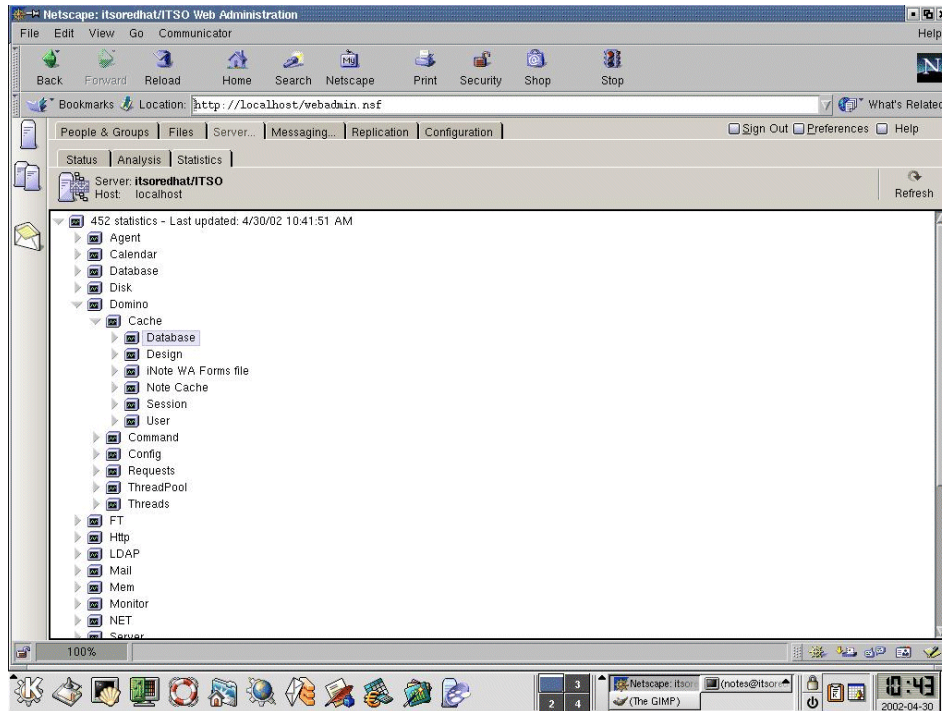 Netscape: itsoredhat/ITSO Web Administration
File Edit View Go Communicator Help
Back Forward Reload Home Search Netscape Print Security Shop Stop
My
N
Bookmarks Location: http://localhost/webadmin.nsf What's Related
People & Groups Files Server... Messaging... Replication Configuration Sign Out Preferences Help
Status Analysis Statistics
Server: itsoredhat/ITSO
Host: localhost
Refresh
452 statistics - Last updated: 4/30/02 10:41:51 AM
Agent
Calendar
Database
Disk
Domino
Cache
Database
Design
iNote WA Forms file
Note Cache
Session
User
Command
Config
Requests
ThreadPool
Threads
FT
Http
LDAP
Mail
Mem
Monitor
NET
Server
100%
3
2 4
Netscape: itsore
(notes@itsore
(The GIMP)
10:43
2002-04-30